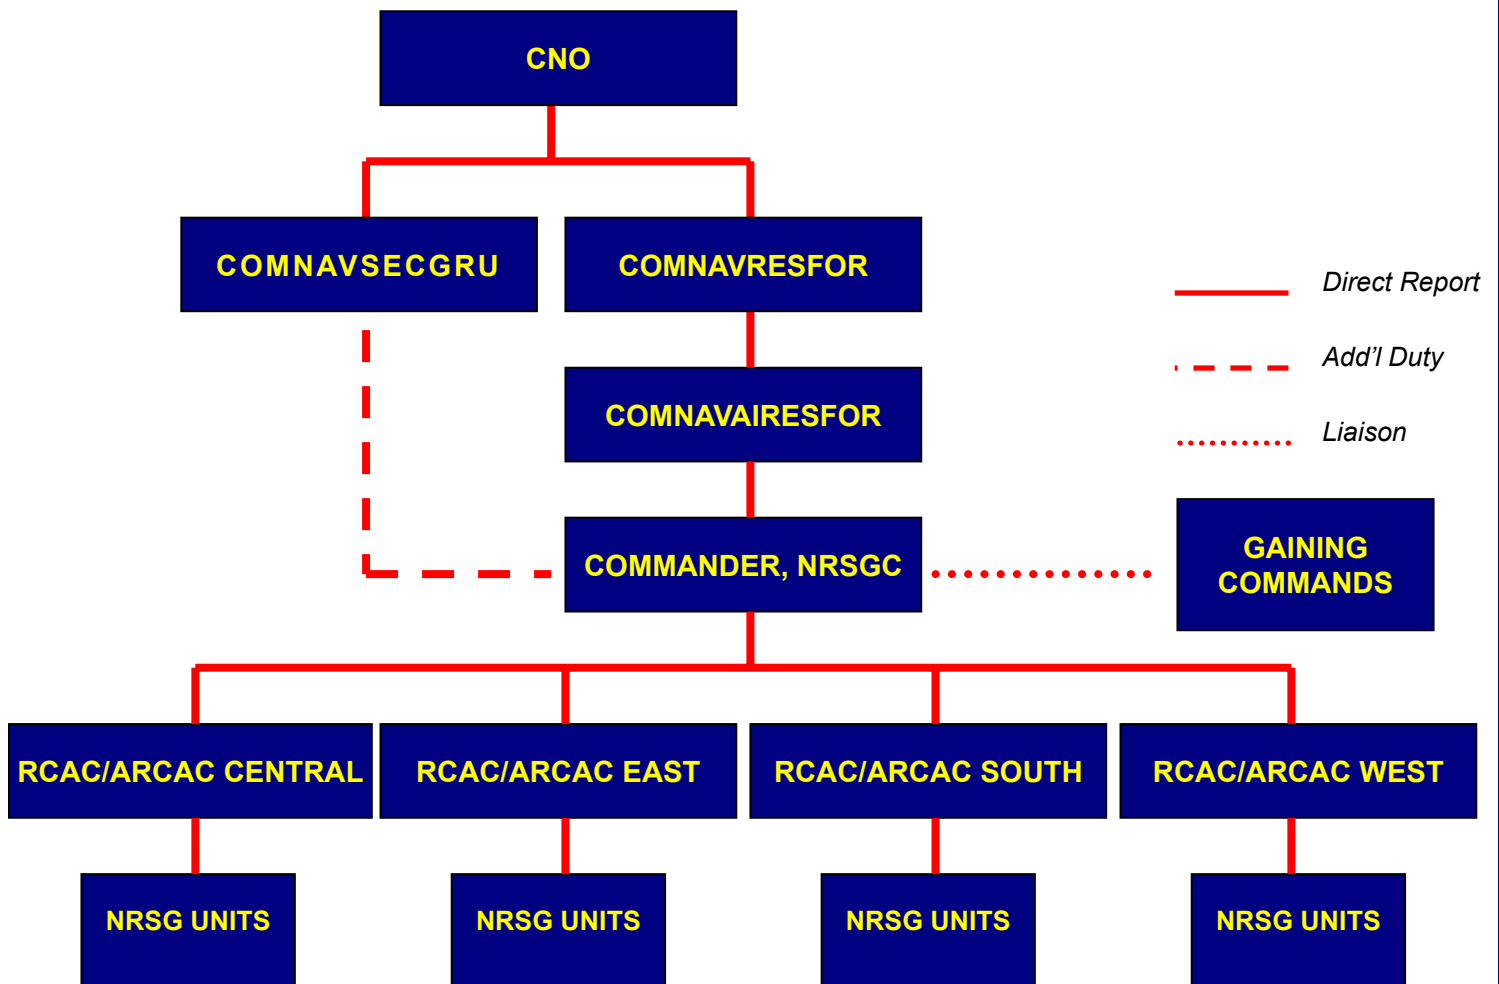 CNO
COMNAVSECGRU
COMNAVRESFOR
Direct Report
Add'l Duty
COMNAVAIRESFOR
Liaison
COMMANDER, NRSGC
GAINING
COMMANDS
RCAC/ARCAC CENTRAL
RCAC/ARCAC EAST
RCAC/ARCAC SOUTH
RCAC/ARCAC WEST
NRSG UNITS
NRSG UNITS
NRSG UNITS
NRSG UNITS